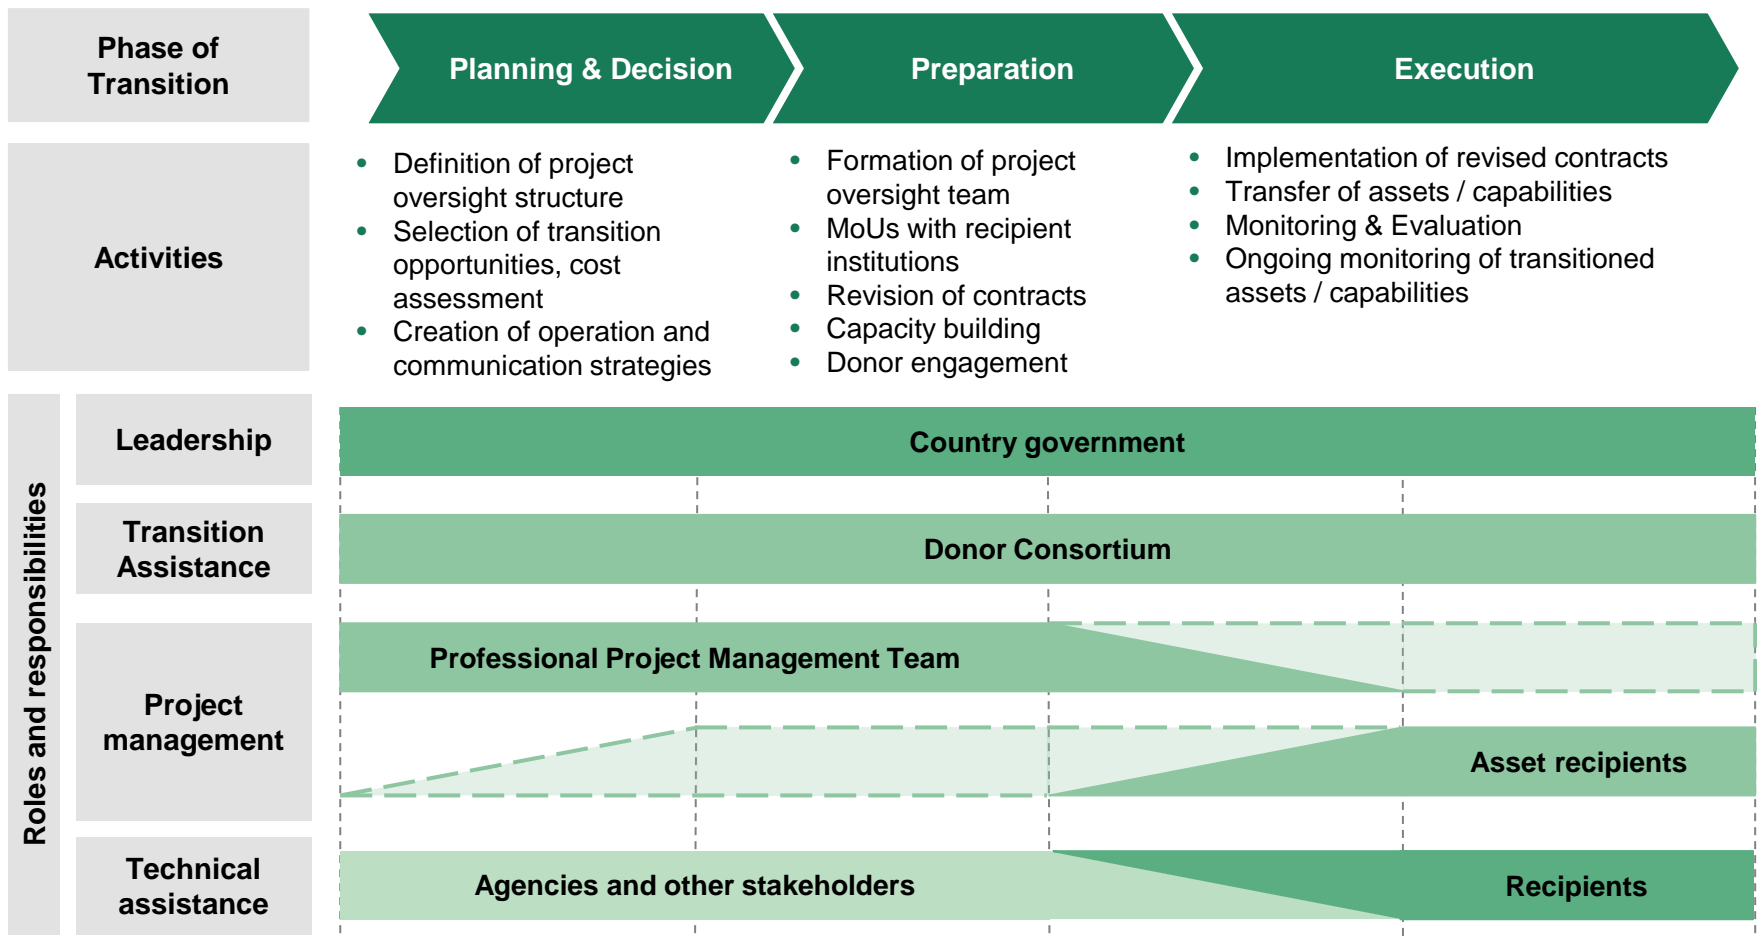 Phase of
Transition
Planning & Decision
Preparation
Execution
Activities
• Definition of project
oversight structure
• Selection of transition
opportunities, cost
assessment
• Creation of operation and
communication strategies
• Formation of project
oversight team
• MoUs with recipient
institutions
• Revision of contracts
• Capacity building
• Donor engagement
• Implementation of revised contracts
• Transfer of assets / capabilities
• Monitoring & Evaluation
• Ongoing monitoring of transitioned
assets / capabilities
Roles and responsibilities
Leadership
Country government
Transition
Assistance
Donor Consortium
Project
management
Professional Project Management Team
Asset recipients
Technical
assistance
Agencies and other stakeholders
Recipients